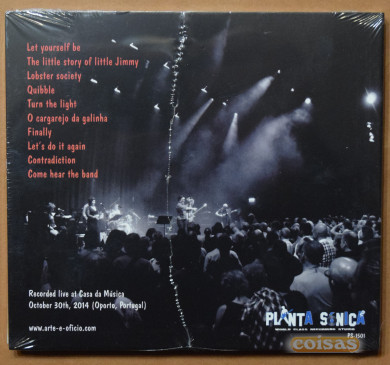 Let yourself be
The little story of little Jimmy
Lobster society
Quibble
Turn the light
O cargarejo da galinha
Finally
Let's do it again
Contradiction
Come hear the band
Recorded live at Casa da Música
October 30th, 2014 (Oporto, Portugal)
www.arte-e-oficio.com
PLANTA SÓNICA
PS 1501
coisas